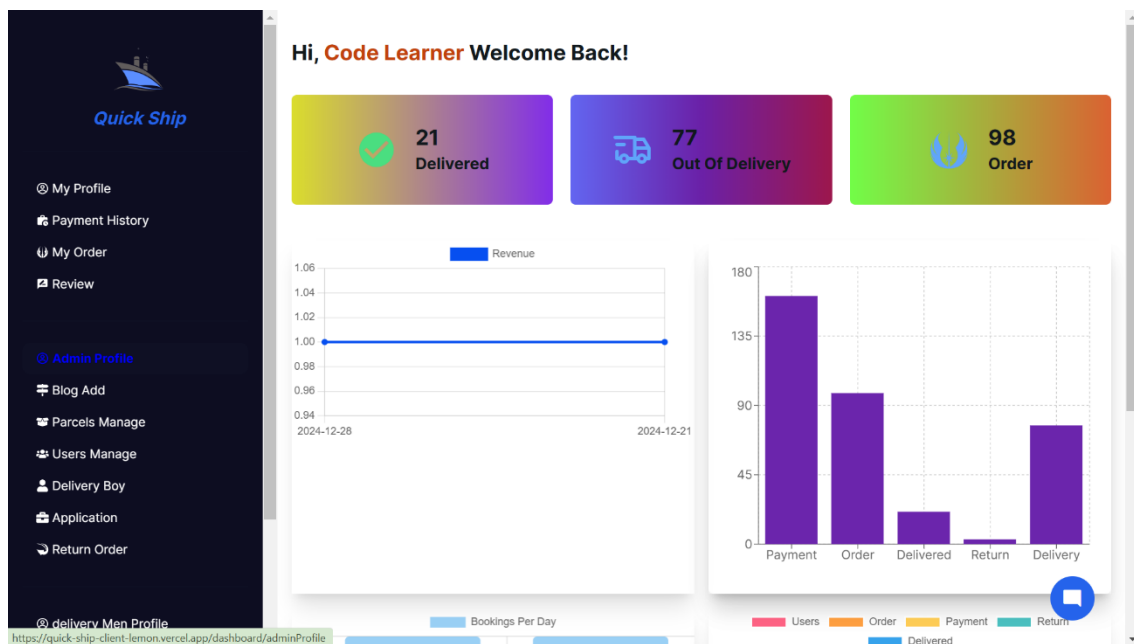 Quick Ship
My Profile
Payment History
My Order
Review
Admin Profile
Blog Add
Parcels Manage
Users Manage
Delivery Boy
Application
Return Order
delivery Men Profile
https://quick-ship-client-lemon.vercel.app/dashboard/adminProfile
Hi, Code Learner Welcome Back!
21
Delivered
77
Out Of Delivery
98
Order
Revenue
1.06
1.04
1.02
1.00
0.98
0.96
0.94
2024-12-28 2024-12-21
180
135
90
45
0
Payment Order Delivered Return Delivery
Bookings Per Day
Users Order Payment Return
Delivered